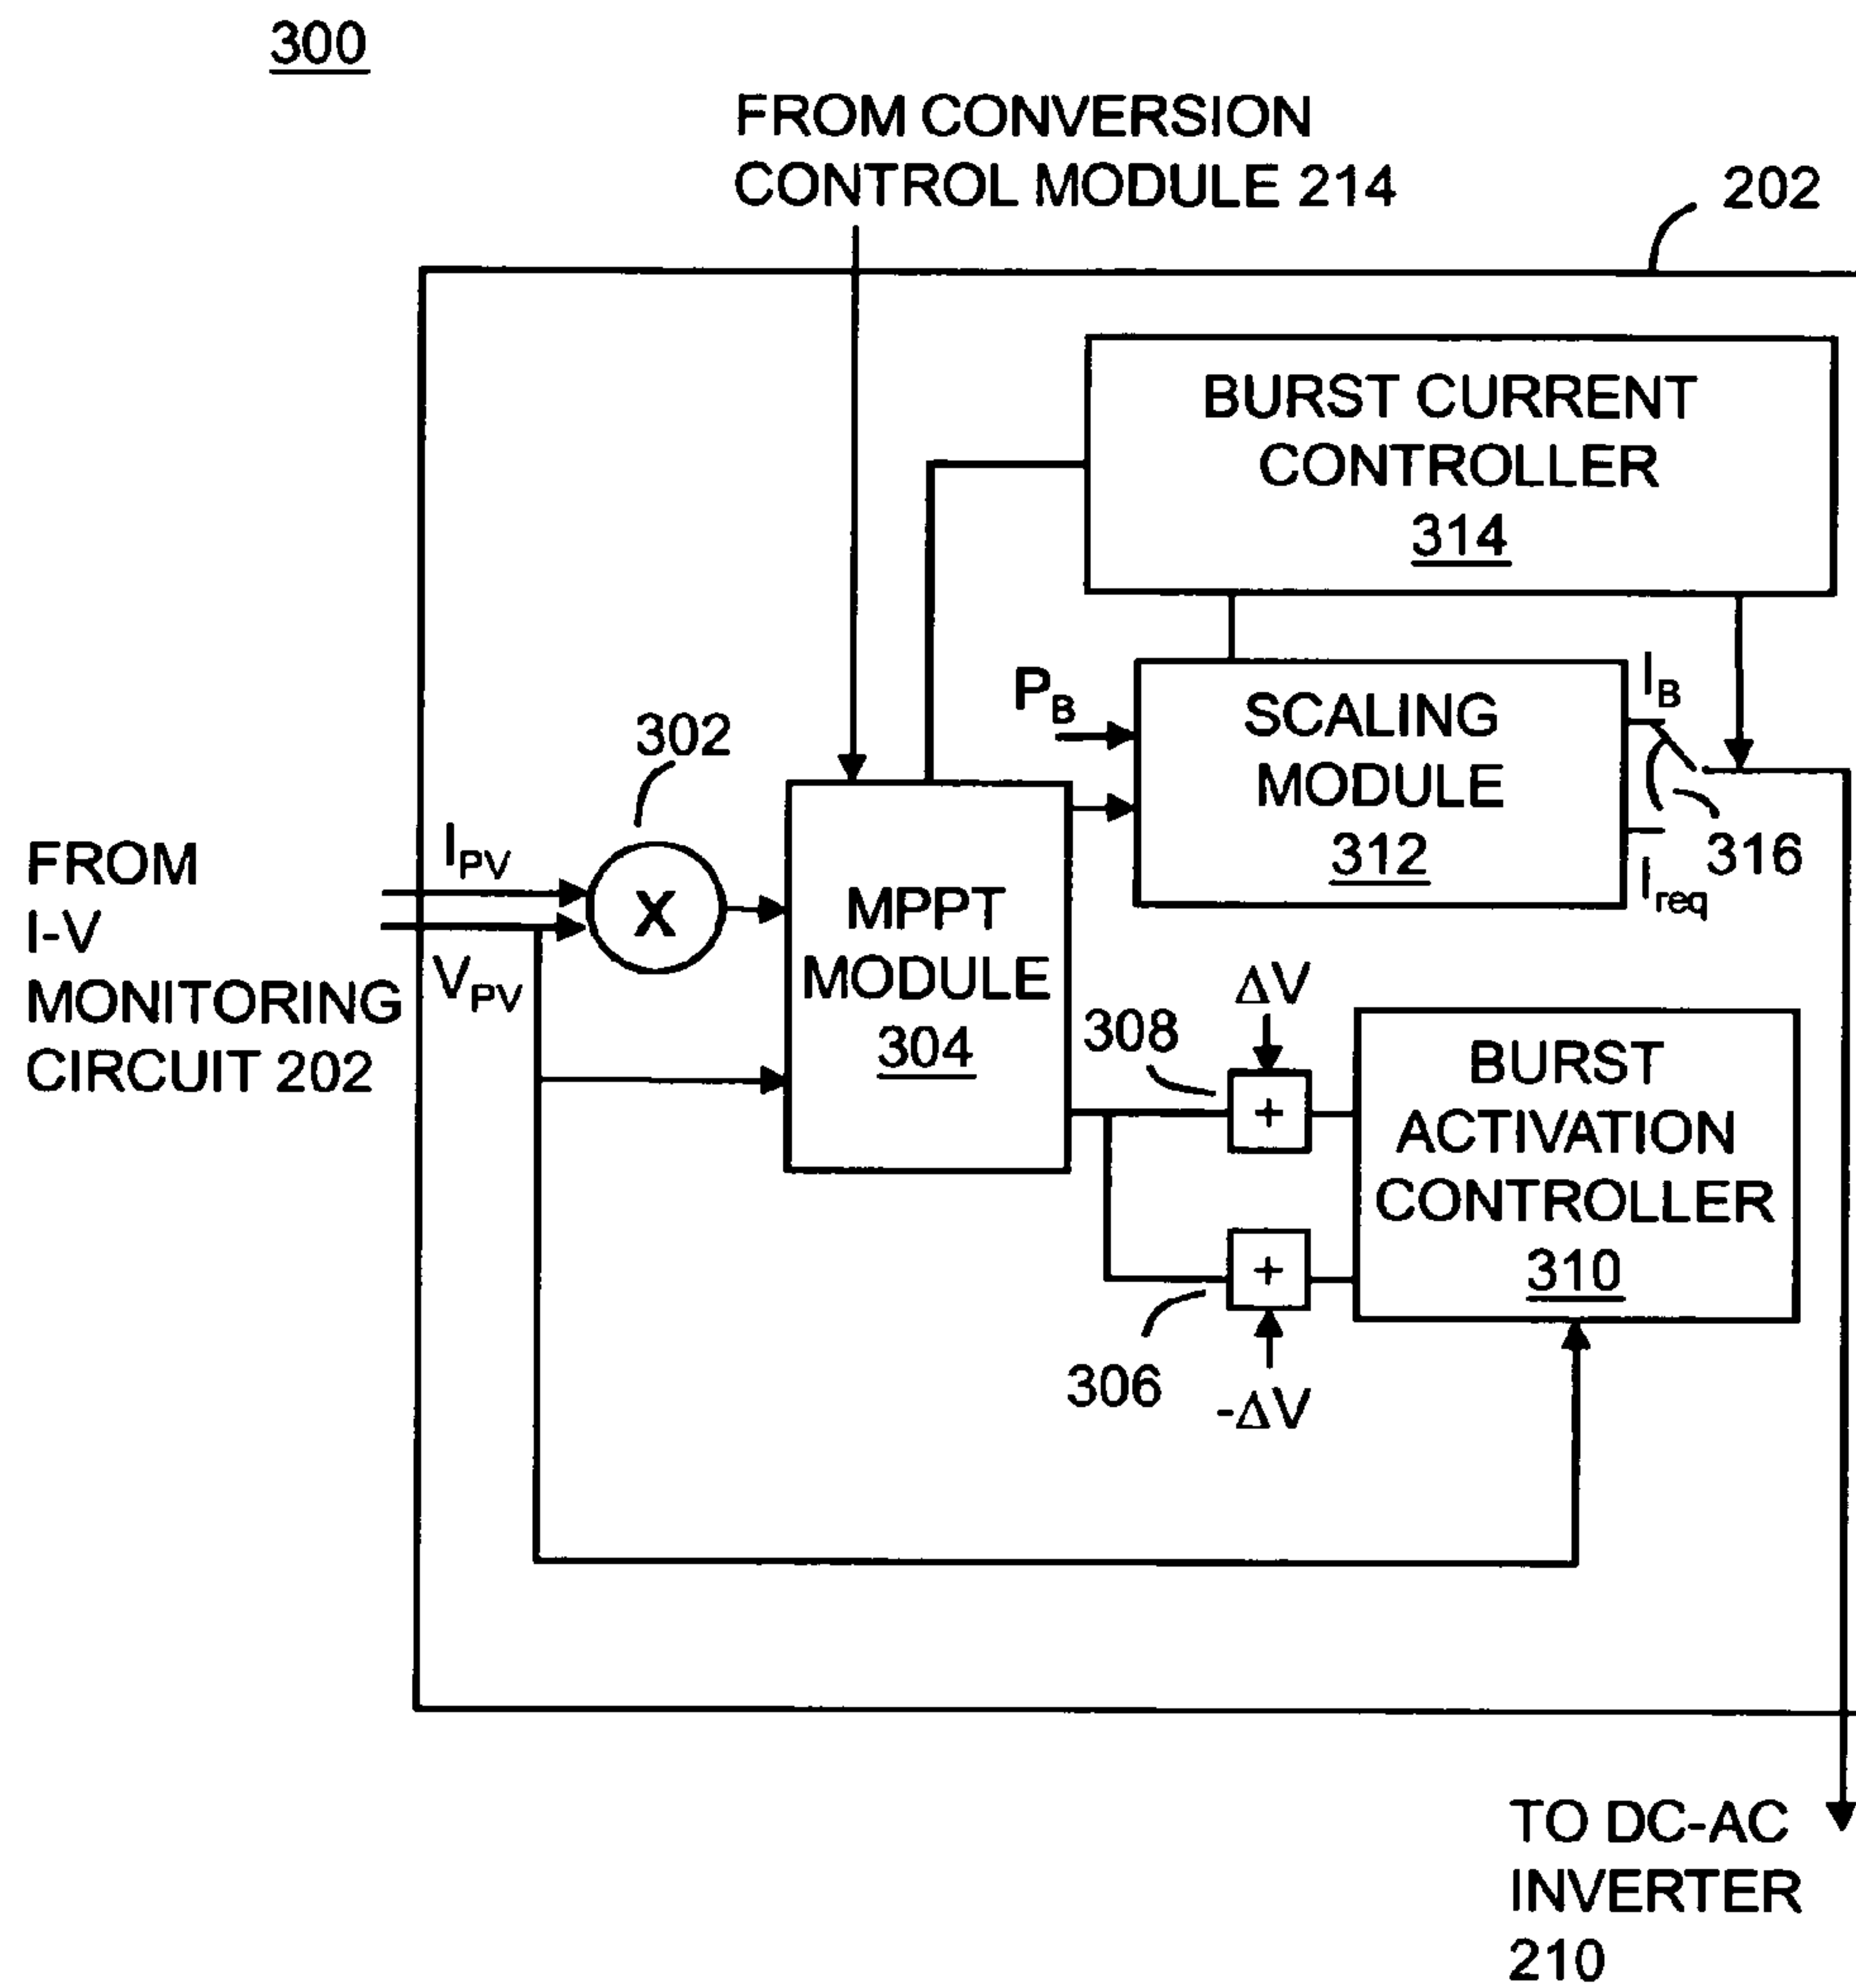 300
FROM CONVERSION
CONTROL MODULE 214
202
BURST CURRENT
CONTROLLER
314
P_B
SCALING
MODULE
312
I_B
I_req
316
302
FROM
I-V
MONITORING
CIRCUIT 202
I_PV
V_PV
X
MPPT
MODULE
304
308
ΔV
+
BURST
ACTIVATION
CONTROLLER
310
+
306
-ΔV
TO DC-AC
INVERTER
210